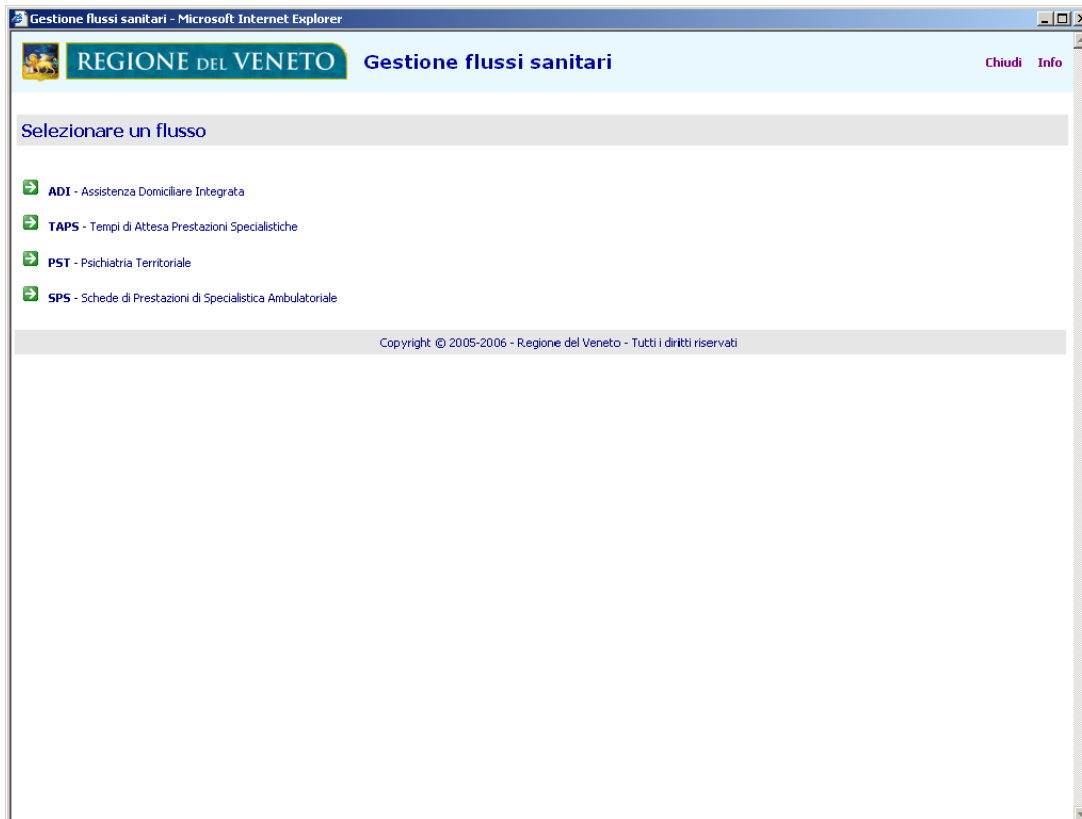 Gestione flussi sanitari - Microsoft Internet Explorer
REGIONE DEL VENETO Gestione flussi sanitari Chiudi Info
Selezionare un flusso
ADI - Assistenza Domiciliare Integrata
TAPS - Tempi di Attesa Prestazioni Specialistiche
PST - Psichiatria Territoriale
SPS - Schede di Prestazioni di Specialistica Ambulatoriale
Copyright © 2005-2006 - Regione del Veneto - Tutti i diritti riservati